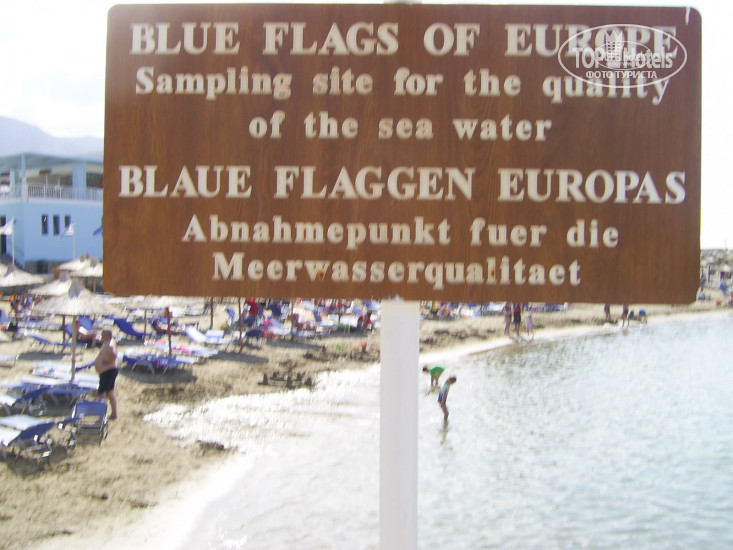 BLUE FLAGS OF EUROPE
Sampling site for the quality
of the sea water
BLAUE FLAGGEN EUROPAS
Abnahmepunkt fuer die
Meerwasserqualitaet
TOPHotels
ФОТО ТУРИСТА